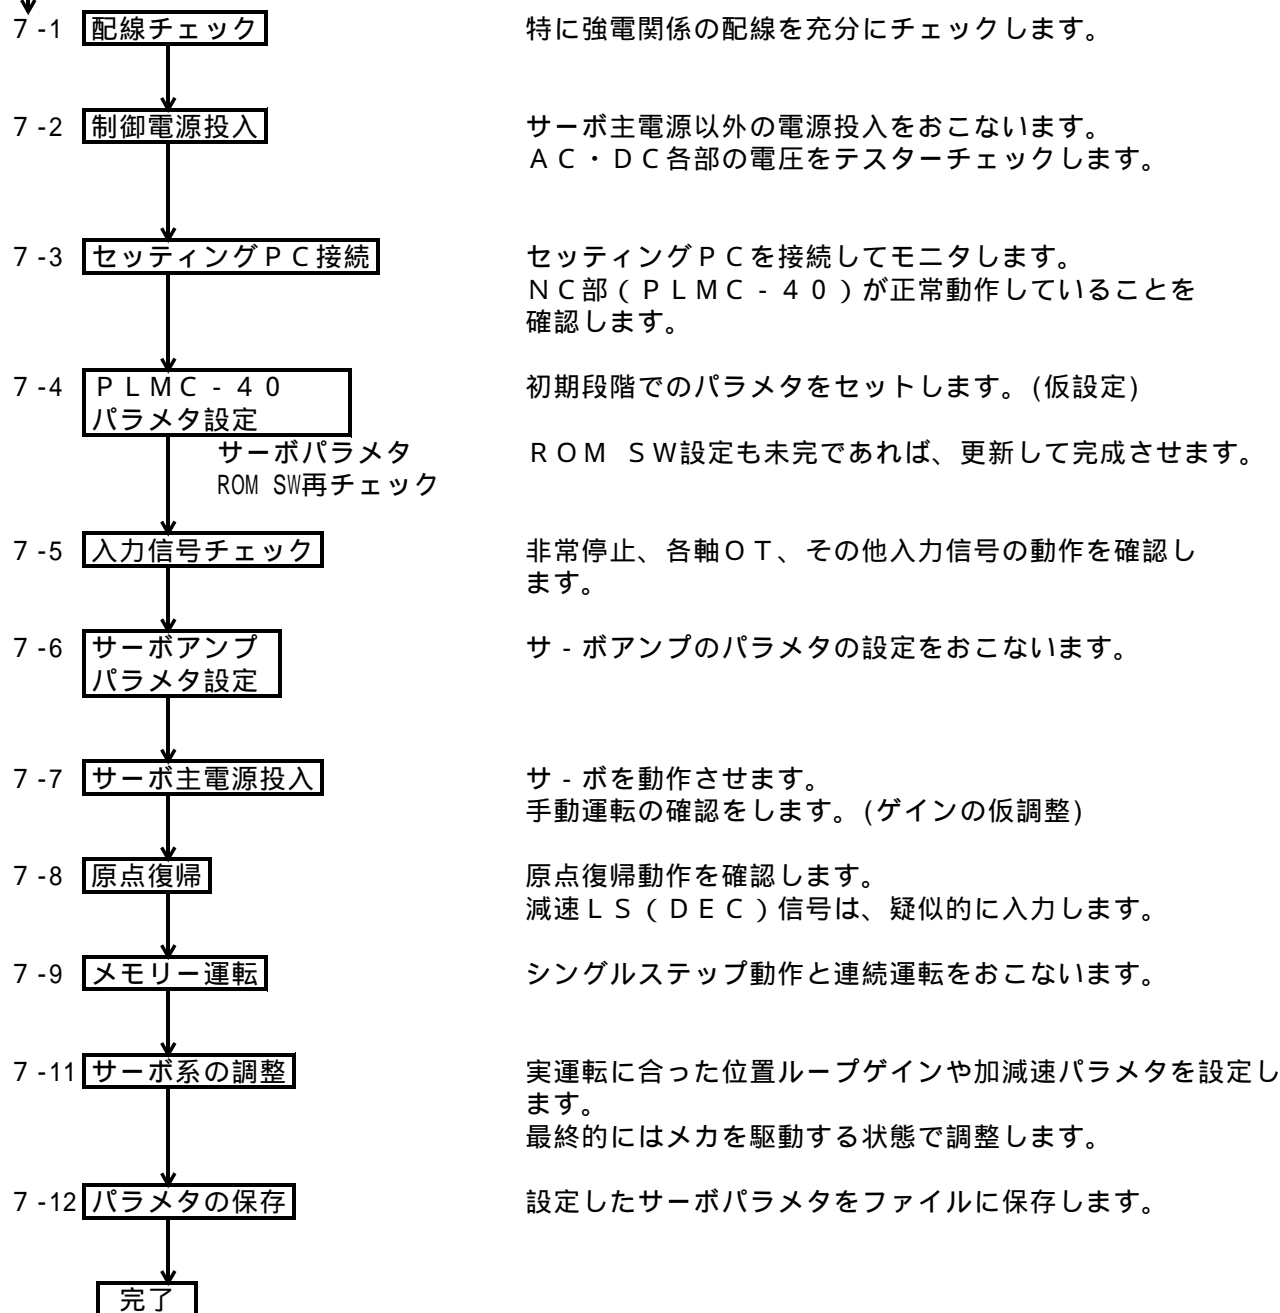 7-1 配線チェック 特に強電関係の配線を充分にチェックします。
7-2 制御電源投入 サーボ主電源以外の電源投入をおこないます。
AC・DC各部の電圧をテスターチェックします。
7-3 セッティングPC接続 セッティングPCを接続してモニタします。
NC部(PLMC-40)が正常動作していることを
確認します。
7-4 PLMC-40 初期段階でのパラメタをセットします。(仮設定)
パラメタ設定
サーボパラメタ ROM SW設定も未完であれば、更新して完成させます。
ROM SW再チェック
7-5 入力信号チェック 非常停止、各軸OT、その他入力信号の動作を確認し
ます。
7-6 サーボアンプ サ-ボアンプのパラメタの設定をおこないます。
パラメタ設定
7-7 サーボ主電源投入 サ-ボを動作させます。
手動運転の確認をします。(ゲインの仮調整)
7-8 原点復帰 原点復帰動作を確認します。
減速LS(DEC)信号は、疑似的に入力します。
7-9 メモリー運転 シングルステップ動作と連続運転をおこないます。
7-11 サーボ系の調整 実運転に合った位置ループゲインや加減速パラメタを設定し
ます。
最終的にはメカを駆動する状態で調整します。
7-12 パラメタの保存 設定したサーボパラメタをファイルに保存します。
完了